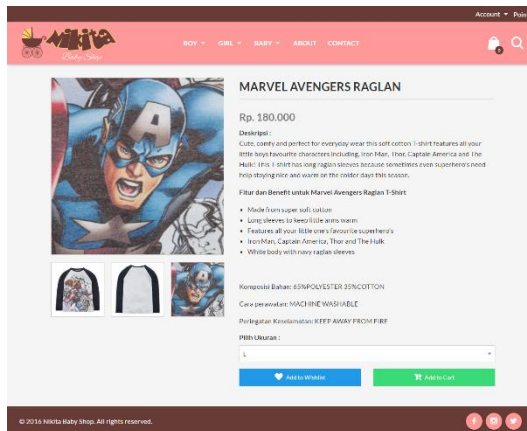 Account
Nikita
Baby Shop
BOY GIRL BABY ABOUT CONTACT
0
MARVEL AVENGERS RAGLAN
Rp. 180.000
Deskripsi :
Cute, comfy and perfect for everyday wear this soft cotton T-shirt features all your
little boys favourite characters including, Iron Man, Thor, Captain America and The
Hulk! This T-shirt has long raglan sleeves because sometimes even superhero's need
help staying nice and warm on the colder days this season.
Fitur dan Benefit untuk Marvel Avengers Raglan T-Shirt
Made from super soft cotton
Long sleeves to keep little arms warm
Features all your little one's favourite superhero's
Iron Man, Captain America, Thor and The Hulk
White body with navy raglan sleeves
Komposisi Bahan: 65%POLYESTER 35%COTTON
Cara perawatan: MACHINE WASHABLE
Peringatan Keselamatan: KEEP AWAY FROM FIRE
Pilih Ukuran :
L
Add to Wishlist Add to Cart
© 2016 Nikita Baby Shop. All rights reserved.